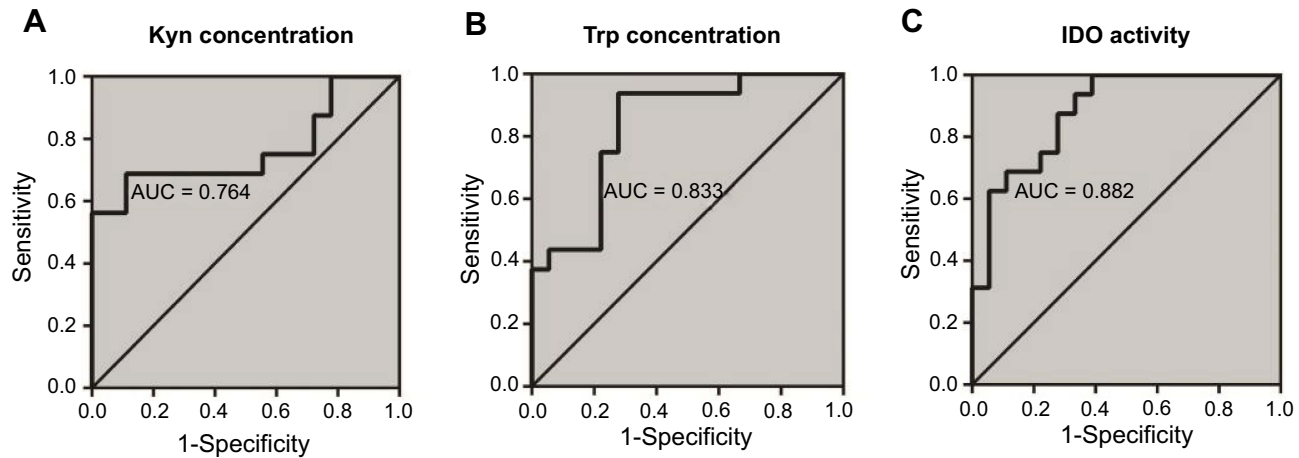 A
Kyn concentration
1.0
0.8
0.6
0.4
0.2
0.0
Sensitivity
AUC = 0.764
0.0 0.2 0.4 0.6 0.8 1.0
1-Specificity
B
Trp concentration
1.0
0.8
0.6
0.4
0.2
0.0
Sensitivity
AUC = 0.833
0.0 0.2 0.4 0.6 0.8 1.0
1-Specificity
C
IDO activity
1.0
0.8
0.6
0.4
0.2
0.0
Sensitivity
AUC = 0.882
0.0 0.2 0.4 0.6 0.8 1.0
1-Specificity